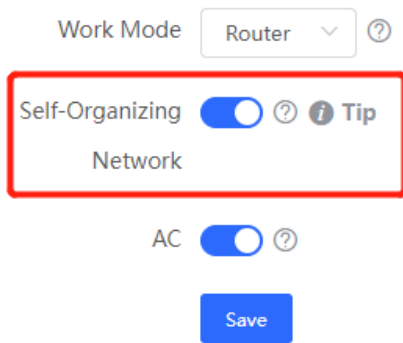 Work Mode Router
Self-Organizing Tip
Network
AC
Save